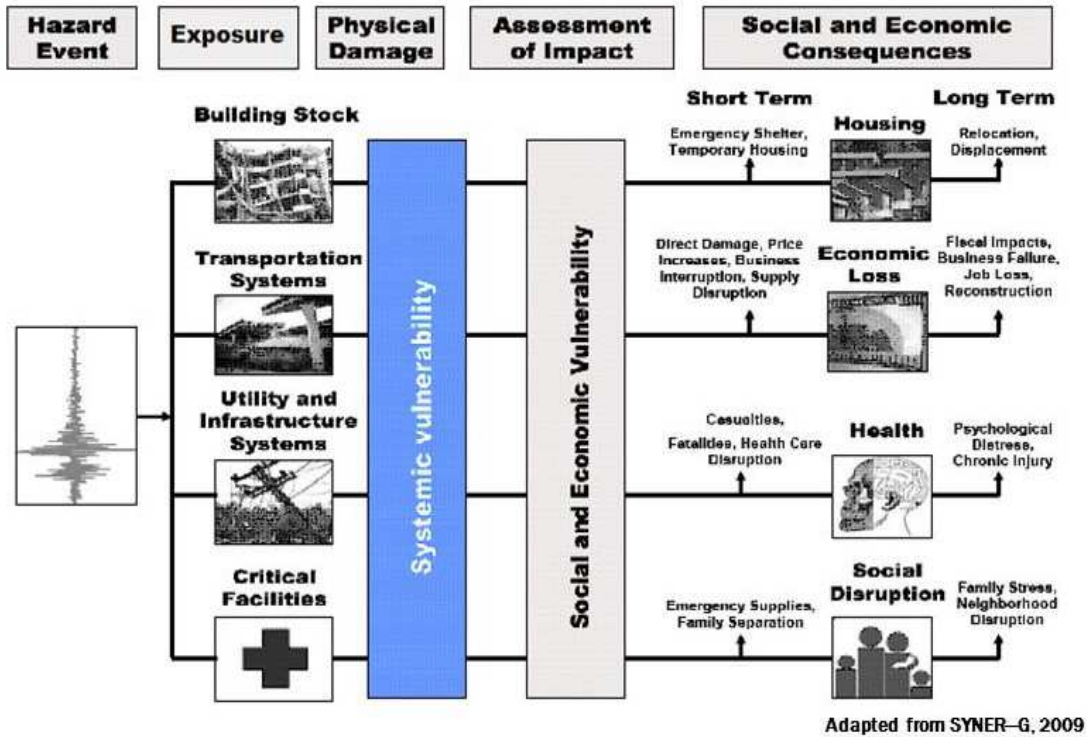 Hazard
Event
Exposure
Physical
Damage
Assessment
of Impact
Social and Economic
Consequences
Short Term
Long Term
Building Stock
Emergency Shelter,
Temporary Housing
Housing
Relocation,
Displacement
Transportation
Systems
Direct Damage, Price
Increases, Business
Interruption, Supply
Disruption
Economic
Loss
Fiscal Impacts,
Business Failure,
Job Loss,
Reconstruction
Systemic vulnerability
Social and Economic Vulnerability
Utility and
Infrastructure
Systems
Casualties,
Fatalities, Health Care
Disruption
Health
Psychological
Distress,
Chronic Injury
Critical
Facilities
Emergency Supplies,
Family Separation
Social
Disruption
Family Stress,
Neighborhood
Disruption
Adapted from SYNER–G, 2009